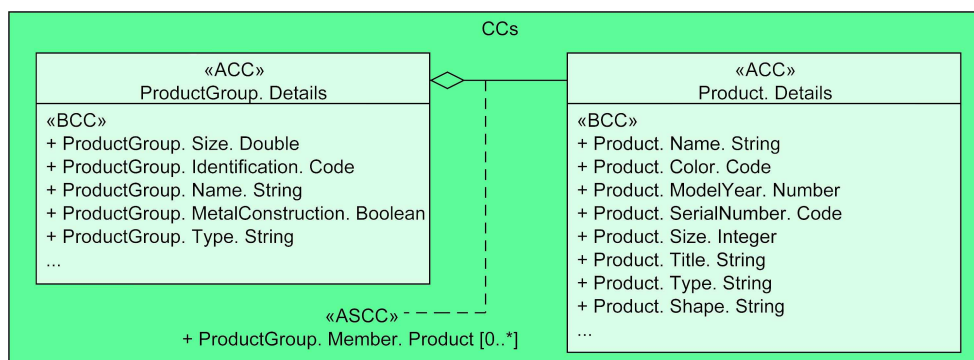 CCs
«ACC»
ProductGroup. Details
«BCC»
+ ProductGroup. Size. Double
+ ProductGroup. Identification. Code
+ ProductGroup. Name. String
+ ProductGroup. MetalConstruction. Boolean
+ ProductGroup. Type. String
...
«ACC»
Product. Details
«BCC»
+ Product. Name. String
+ Product. Color. Code
+ Product. ModelYear. Number
+ Product. SerialNumber. Code
+ Product. Size. Integer
+ Product. Title. String
+ Product. Type. String
+ Product. Shape. String
...
«ASCC»
+ ProductGroup. Member. Product [0..*]